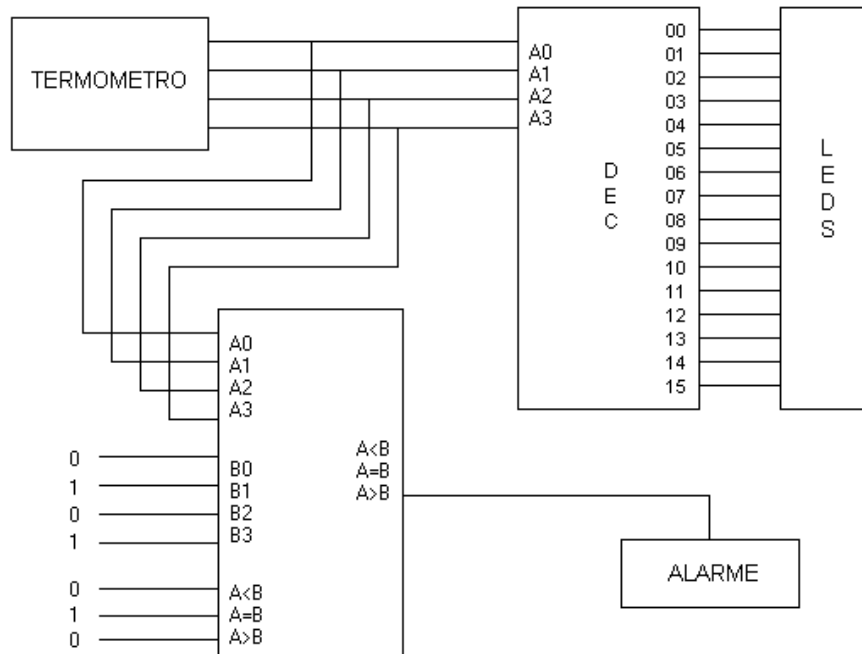 TERMOMETRO
A0
A1
A2
A3
D
E
C
00
01
02
03
04
05
06
07
08
09
10
11
12
13
14
15
L
E
D
S
A0
A1
A2
A3
0
1
0
1
B0
B1
B2
B3
A<B
A=B
A>B
0
1
0
A<B
A=B
A>B
ALARME